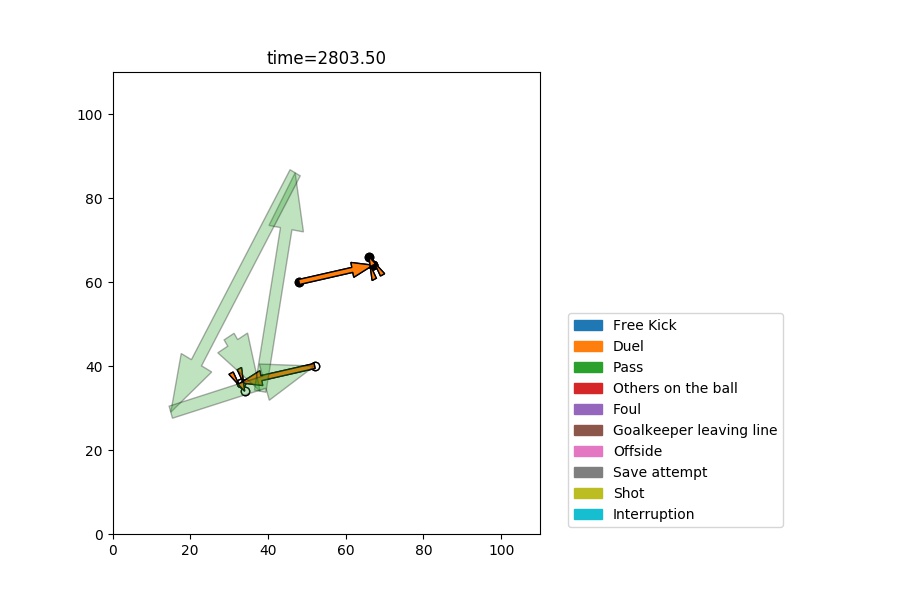 time=2803.50
100
80
60
40
20
0
0 20 40 60 80 100
Free Kick
Duel
Pass
Others on the ball
Foul
Goalkeeper leaving line
Offside
Save attempt
Shot
Interruption